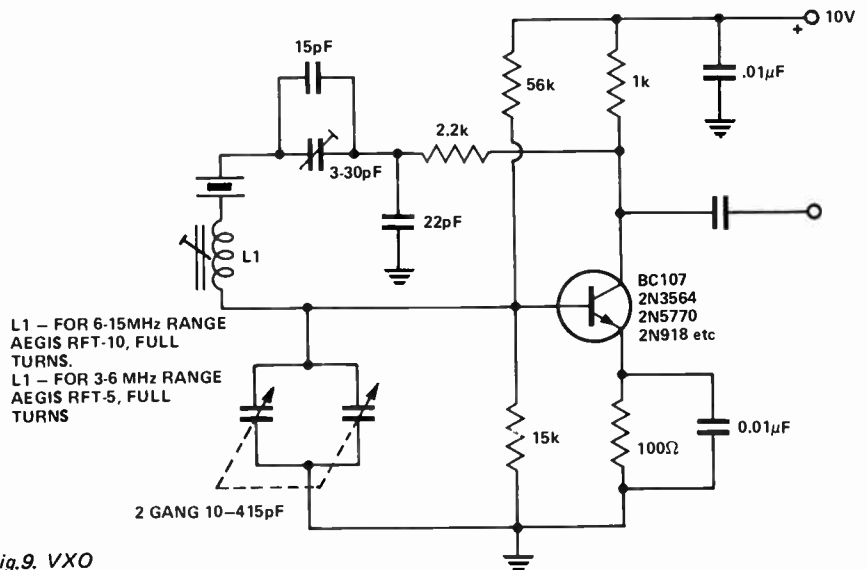 10V
+
15pF
56k
1k
.01µF
2.2k
3-30pF
22pF
L1
BC107
2N3564
2N5770
2N918 etc
L1 – FOR 6-15MHz RANGE
AEGIS RFT-10, FULL
TURNS.
L1 – FOR 3-6 MHz RANGE
AEGIS RFT-5, FULL
TURNS
15k
100Ω
0.01µF
2 GANG 10–415pF
ig.9. VXO